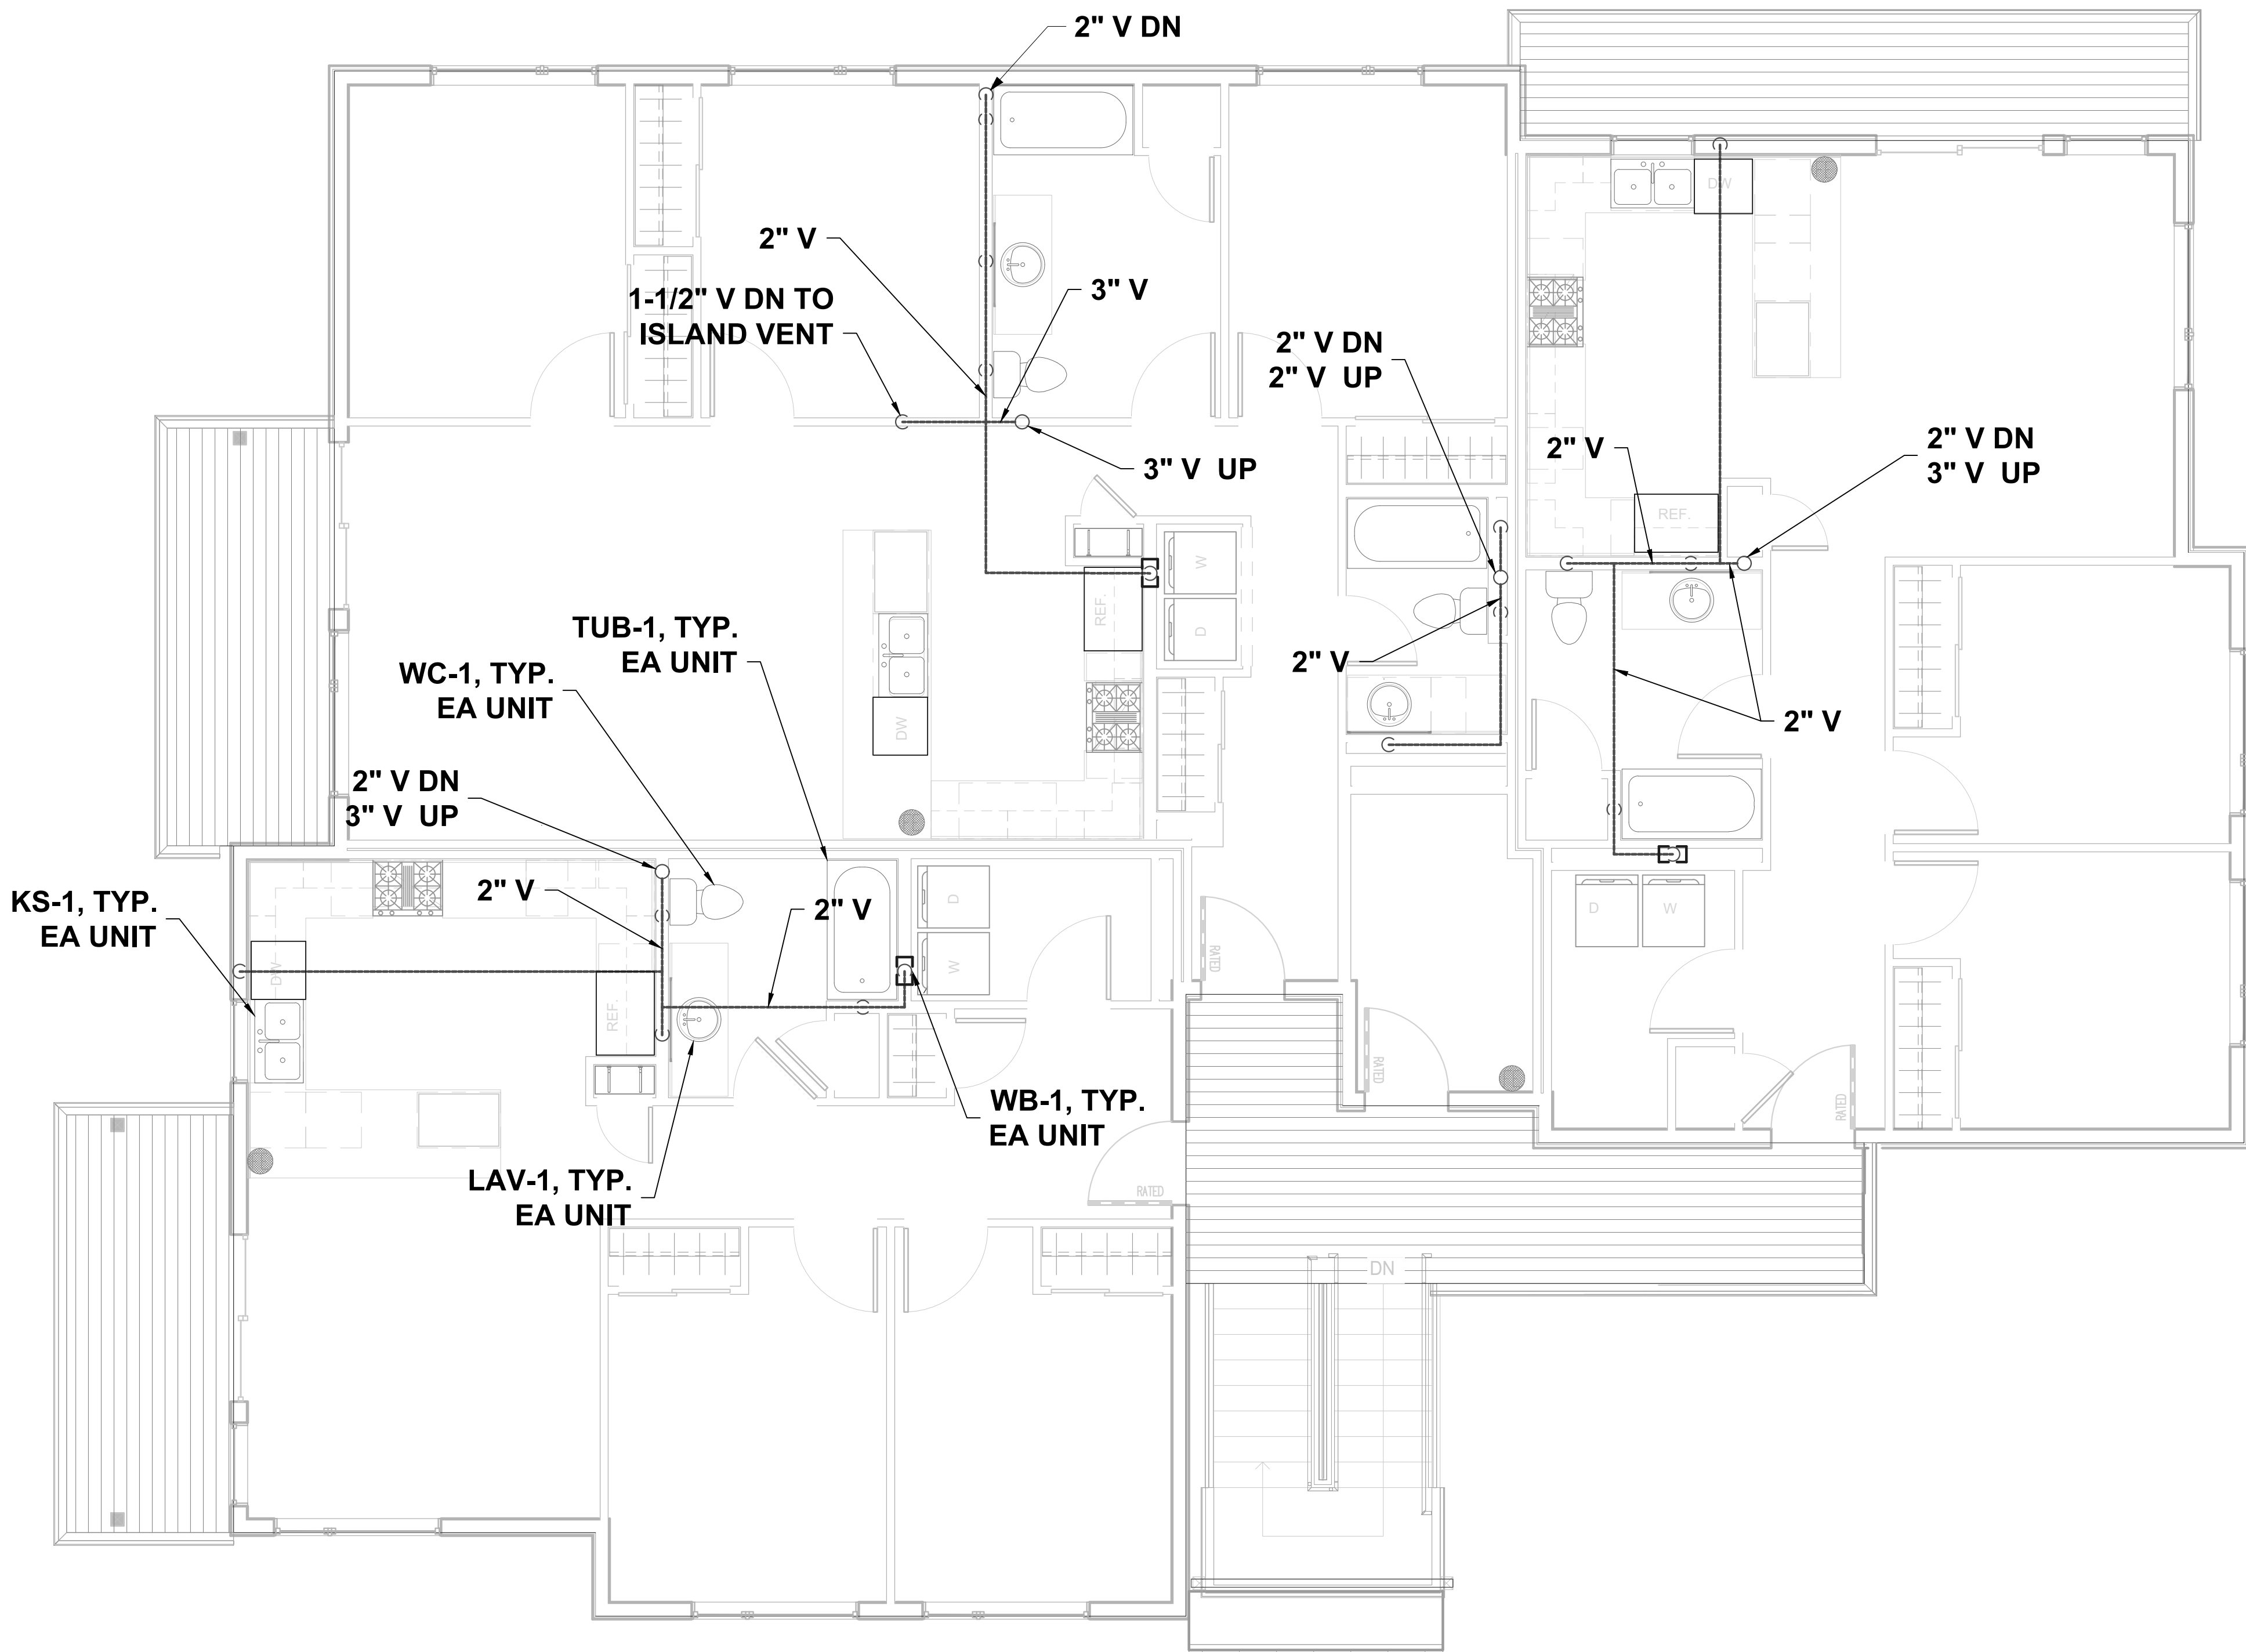 2" V DN
DW
2" V
1-1/2" V DN TO
ISLAND VENT
3" V
2" V DN
2" V UP
3" V UP
2" V
2" V DN
3" V UP
REF.
W
D
REF.
TUB-1, TYP.
EA UNIT
WC-1, TYP.
EA UNIT
2" V
2" V
DW
2" V DN
3" V UP
KS-1, TYP.
EA UNIT
2" V
2" V
D
W
DW
REF.
D
W
RATED
RATED
RATED
WB-1, TYP.
EA UNIT
LAV-1, TYP.
EA UNIT
RATED
DN